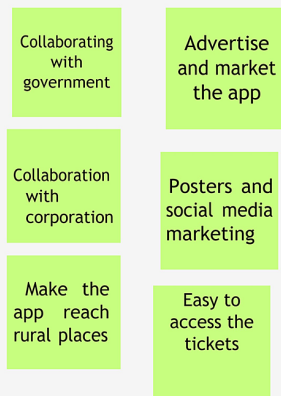 Collaborating
with
government
Advertise
and market
the app
Collaboration
with
corporation
Posters and
social media
marketing
Make the
app reach
rural places
Easy to
access the
tickets